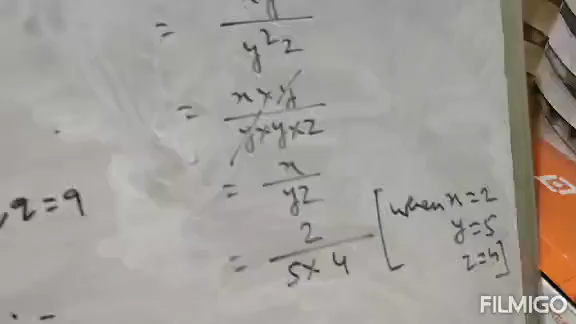 =
y²z
= x×y
y×y×z
= x
yz
, q=9
= 2 [when x=2
5×4 y=5
z=4]
FILMIGO